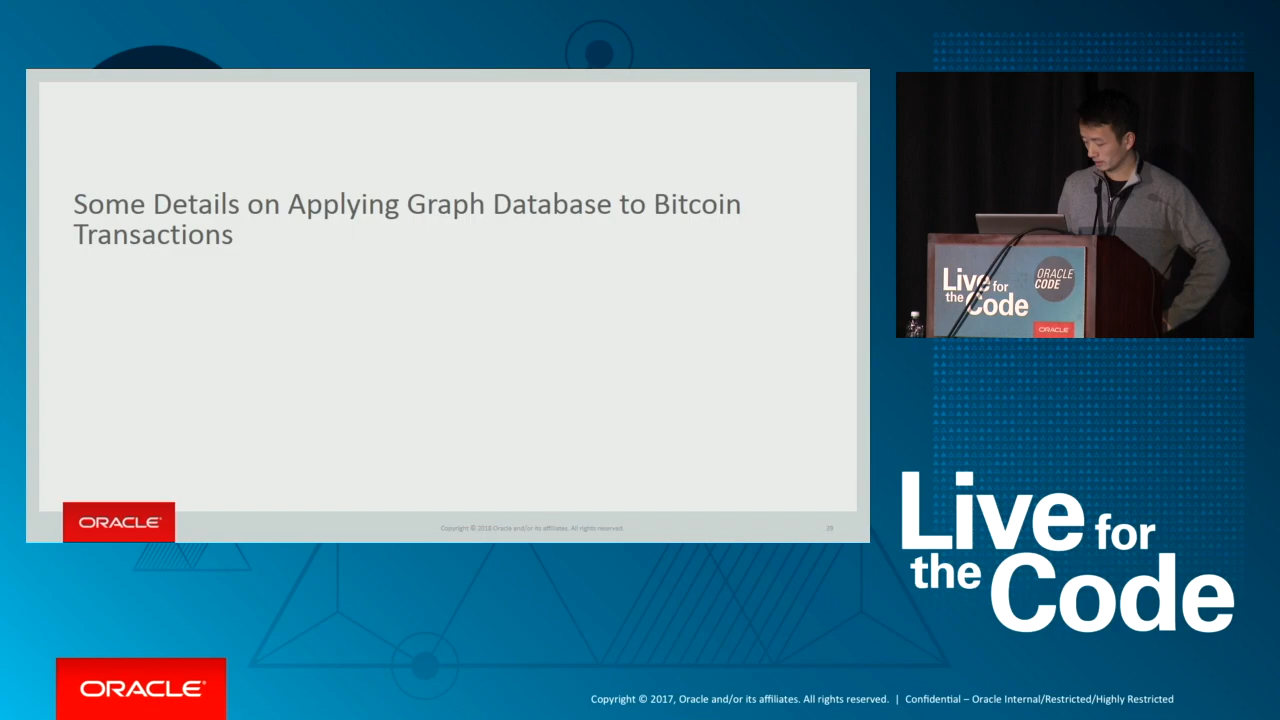 Some Details on Applying Graph Database to Bitcoin
Transactions
ORACLE
Copyright © 2018 Oracle and/or its affiliates. All rights reserved.
39
Live for
the Code
ORACLE
CODE
ORACLE
Live for
the Code
ORACLE
Copyright © 2017, Oracle and/or its affiliates. All rights reserved. | Confidential – Oracle Internal/Restricted/Highly Restricted